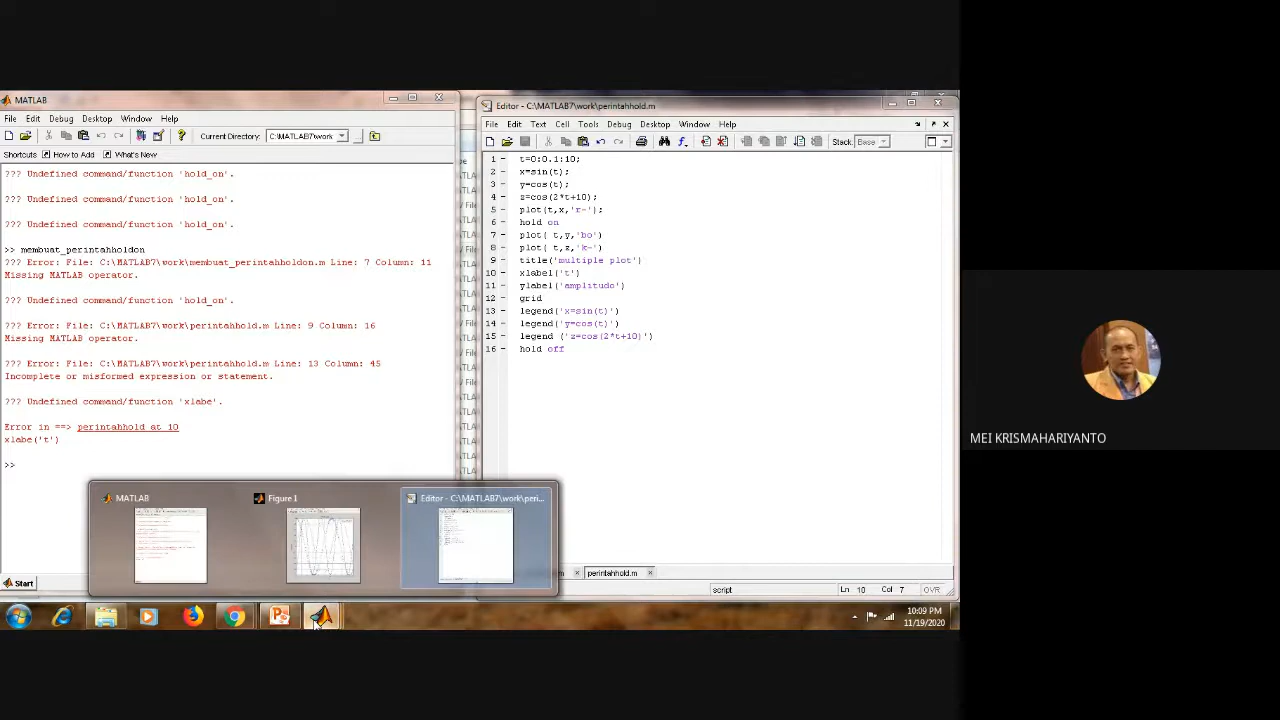 MATLAB
File Edit Debug Desktop Window Help
Current Directory: C:\MATLAB7\work
Shortcuts How to Add What's New
??? Undefined command/function 'hold_on'.
??? Undefined command/function 'hold_on'.
??? Undefined command/function 'hold_on'.
>> membuat_perintahholdon
??? Error: File: C:\MATLAB7\work\membuat_perintahholdon.m Line: 7 Column: 11
Missing MATLAB operator.
??? Undefined command/function 'hold_on'.
??? Error: File: C:\MATLAB7\work\perintahhold.m Line: 9 Column: 16
Missing MATLAB operator.
??? Error: File: C:\MATLAB7\work\perintahhold.m Line: 13 Column: 45
Incomplete or misformed expression or statement.
??? Undefined command/function 'xlabe'.
Error in ==> perintahhold at 10
xlabe('t')
>>
Editor - C:\MATLAB7\work\perintahhold.m
File Edit Text Cell Tools Debug Desktop Window Help
Stack: Base
1 - t=0:0.1:10;
2 - x=sin(t);
3 - y=cos(t);
4 - z=cos(2*t+10);
5 - plot(t,x,'r-');
6 - hold on
7 - plot( t,y,'bo')
8 - plot( t,z,'k-')
9 - title('multiple plot')
10 - xlabel('t')
11 - ylabel('amplitudo')
12 - grid
13 - legend('x=sin(t)')
14 - legend('y=cos(t)')
15 - legend ('z=cos(2*t+10)')
16 - hold off
MATLAB
Figure 1
Editor - C:\MATLAB7\work\peri...
perintahhold.m
script
Ln 10 Col 7 OVR
Start
10:09 PM
11/19/2020
MEI KRISMAHARIYANTO